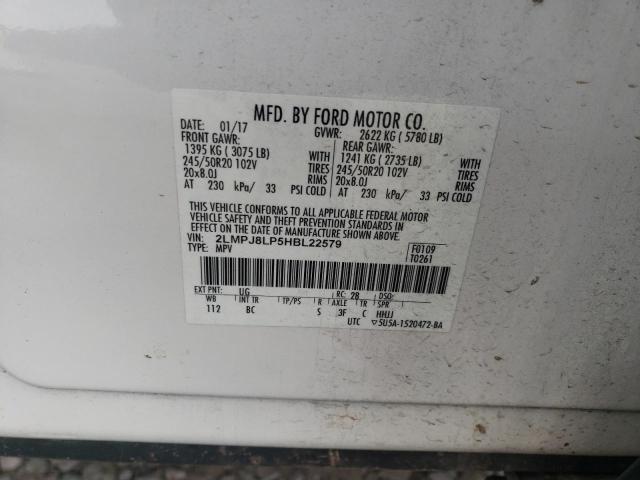 MFD. BY FORD MOTOR CO.
DATE: 01/17 GVWR: 2622 KG ( 5780 LB)
FRONT GAWR: REAR GAWR:
1395 KG ( 3075 LB) WITH 1241 KG ( 2735 LB) WITH
245/50R20 102V TIRES 245/50R20 102V TIRES
20x8.0J RIMS 20x8.0J RIMS
AT 230 kPa/ 33 PSI COLD AT 230 kPa/ 33 PSI COLD
THIS VEHICLE CONFORMS TO ALL APPLICABLE FEDERAL MOTOR
VEHICLE SAFETY AND THEFT PREVENTION STANDARDS IN
EFFECT ON THE DATE OF MANUFACTURE SHOWN ABOVE.
VIN: 2LMPJ8LP5HBL22579 F0109
TYPE: MPV T0261
EXT PNT: UG RC: 28 DSO:
WB INT TR TP/PS R AXLE TR SPR
112 BC S 3F C HHJJ
UTC ▽5U5A-1520472-BA